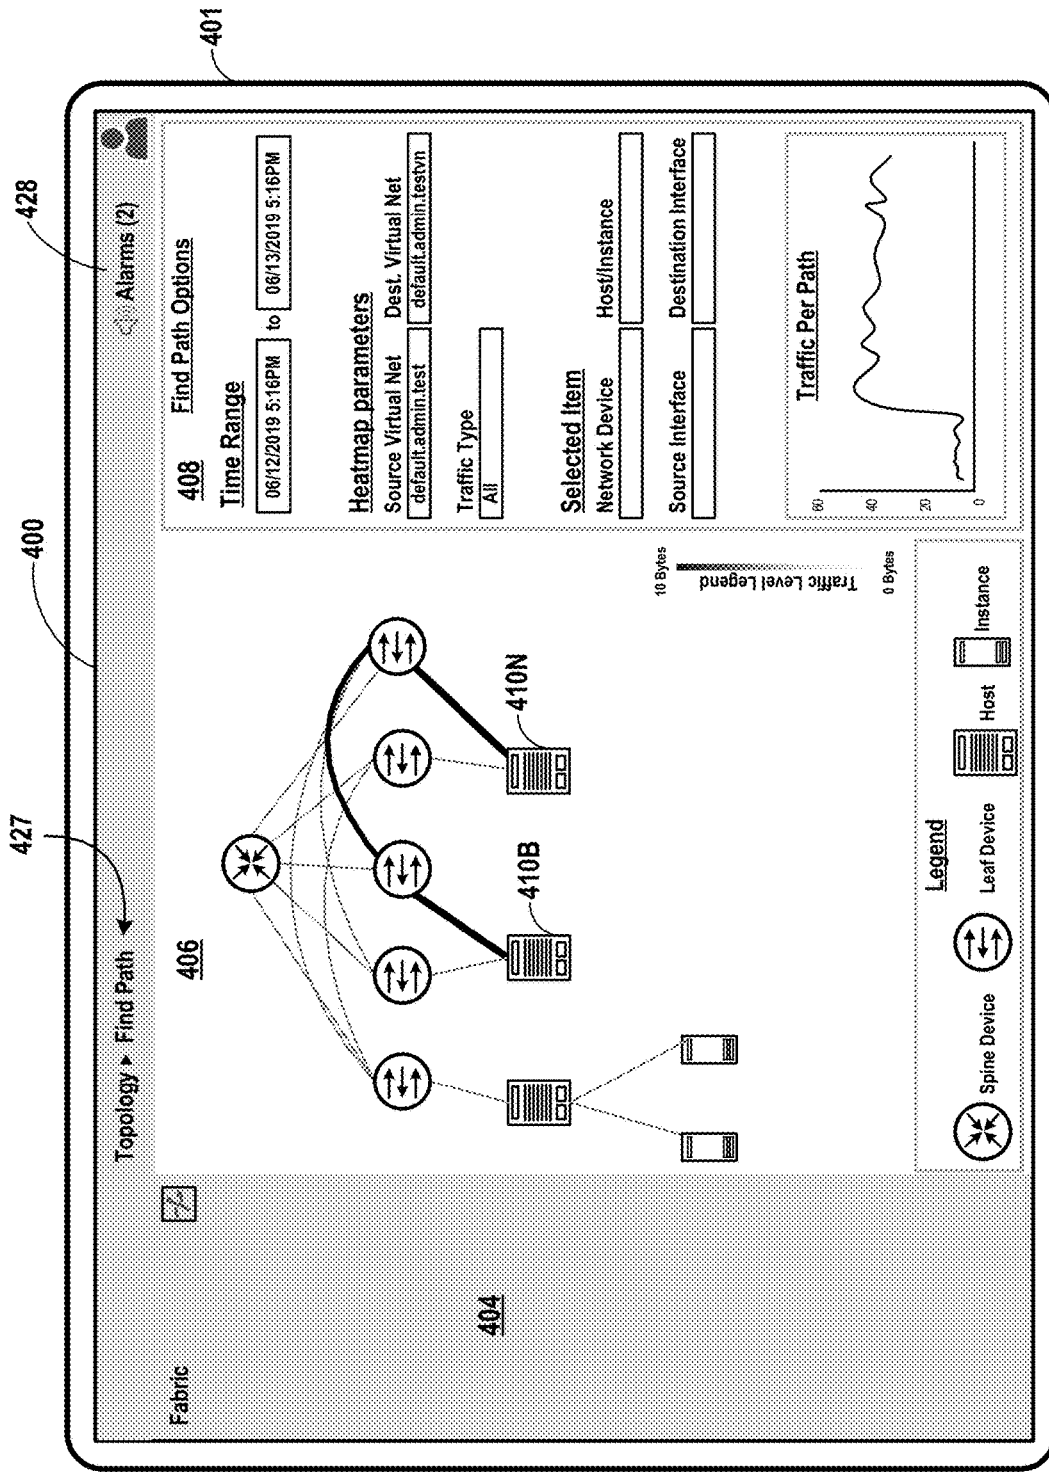 400
401
427
428
Topology ▸ Find Path
Alarms (2)
Fabric
404
406
410B
410N
10 Bytes
Traffic Level Legend
0 Bytes
Legend
Spine Device
Leaf Device
Host
Instance
408
Find Path Options
Time Range
06/12/2019 5:16PM to 06/13/2019 5:16PM
Heatmap parameters
Source Virtual Net Dest. Virtual Net
default.admin.test default.admin.testvn
Traffic Type
All
Selected Item
Network Device Host/Instance
Source Interface Destination Interface
Traffic Per Path
60
40
20
0